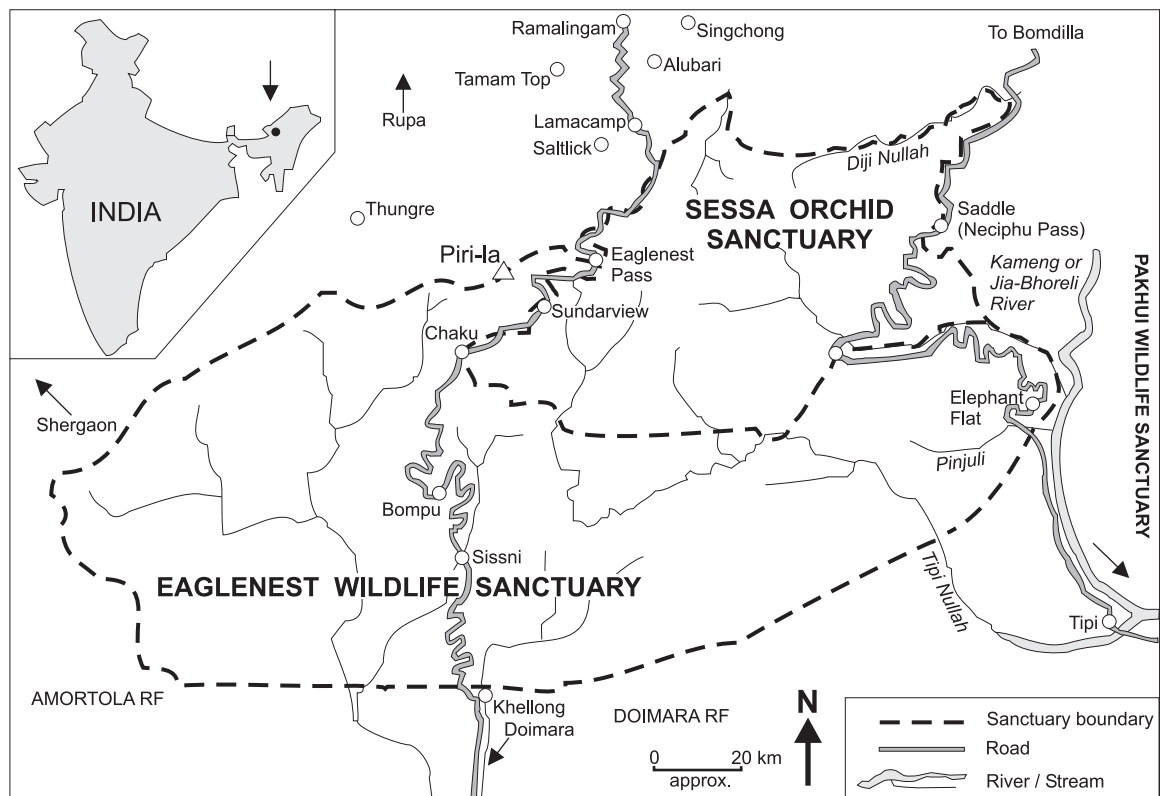 Ramalingam
Singchong
To Bomdilla
Alubari
Tamam Top
Rupa
Lamacamp
Saltlick
Diji Nullah
INDIA
Thungre
SESSA ORCHID
SANCTUARY
Saddle
(Neciphu Pass)
Piri-la
Eaglenest
Pass
Kameng or
Jia-Bhoreli
River
PAKHUI WILDLIFE SANCTUARY
Sundarview
Chaku
Shergaon
Elephant
Flat
Pinjuli
Bompu
Sissni
EAGLENEST WILDLIFE SANCTUARY
Tipi Nullah
Tipi
AMORTOLA RF
Khellong
Doimara
DOIMARA RF
N
0 20 km
approx.
Sanctuary boundary
Road
River / Stream